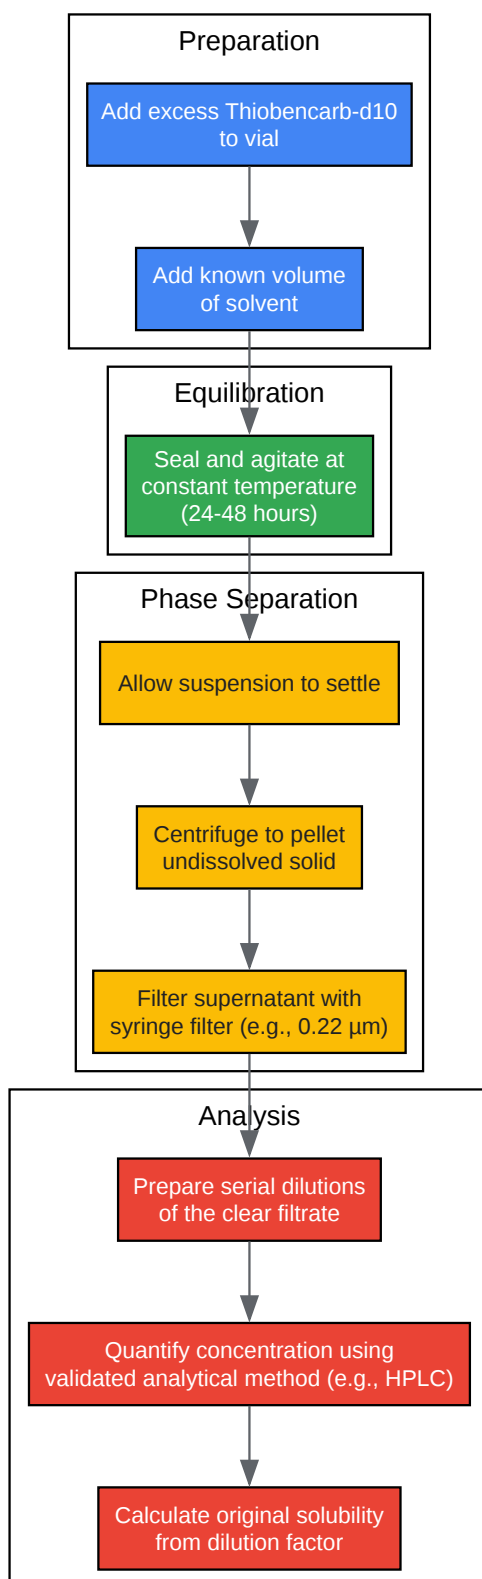 Preparation
Add excess Thiobencarb-d10
to vial
Add known volume
of solvent
Equilibration
Seal and agitate at
constant temperature
(24-48 hours)
Phase Separation
Allow suspension to settle
Centrifuge to pellet
undissolved solid
Filter supernatant with
syringe filter (e.g., 0.22 µm)
Analysis
Prepare serial dilutions
of the clear filtrate
Quantify concentration using
validated analytical method (e.g., HPLC)
Calculate original solubility
from dilution factor